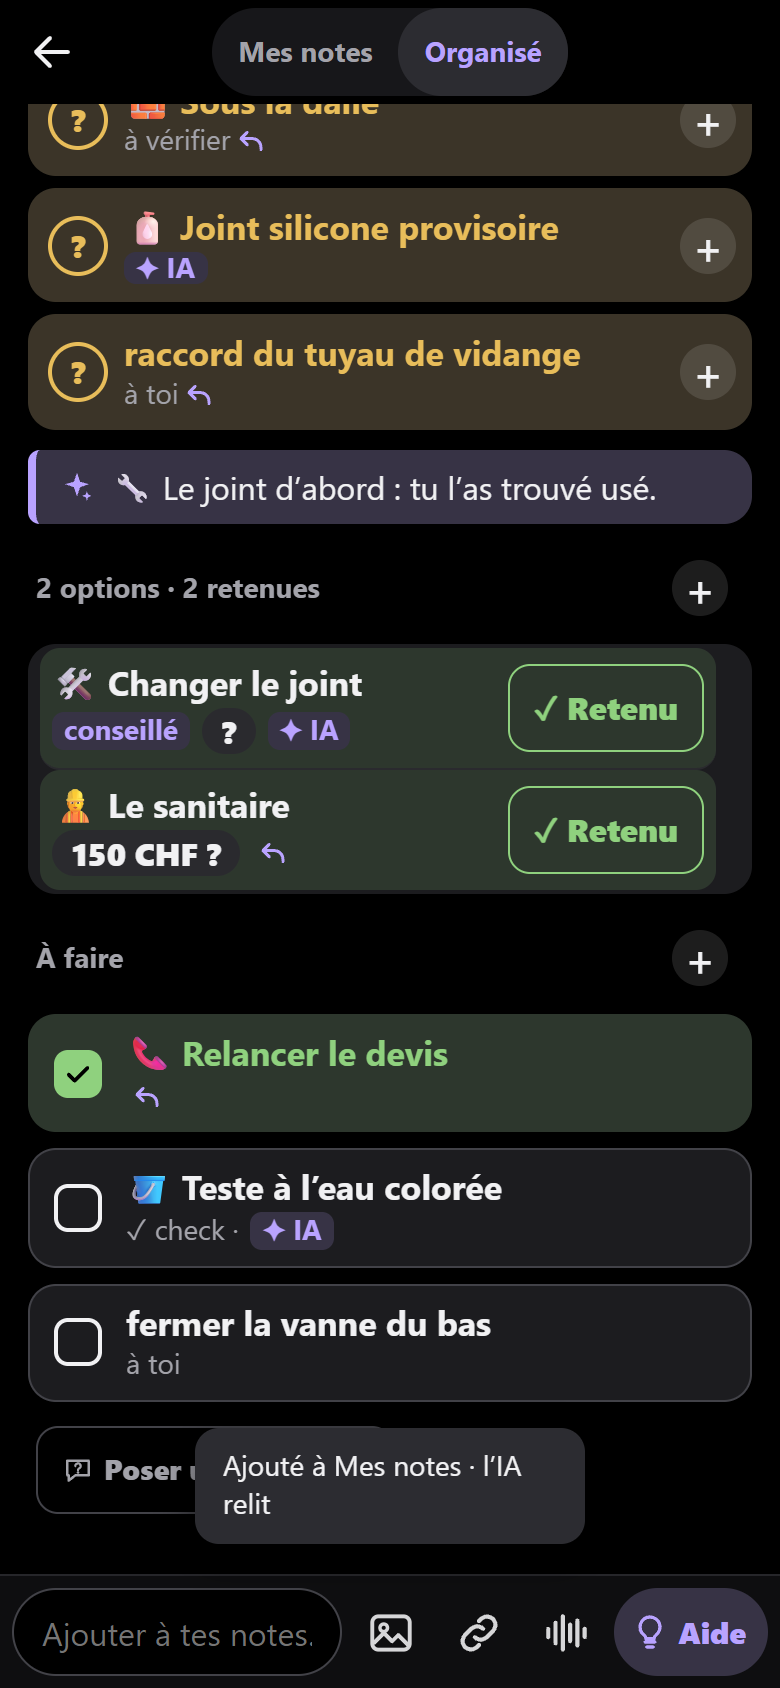 Mes notes
Organisé
Sous la dalle
à vérifier
?
Joint silicone provisoire
IA
?
raccord du tuyau de vidange
à toi
?
Le joint d’abord : tu l’as trouvé usé.
2 options · 2 retenues
Changer le joint
conseillé ? IA
✓ Retenu
Le sanitaire
150 CHF ?
✓ Retenu
À faire
Relancer le devis
Teste à l’eau colorée
✓ check · IA
fermer la vanne du bas
à toi
Poser
Ajouté à Mes notes · l’IA
relit
Ajouter à tes notes.
Aide